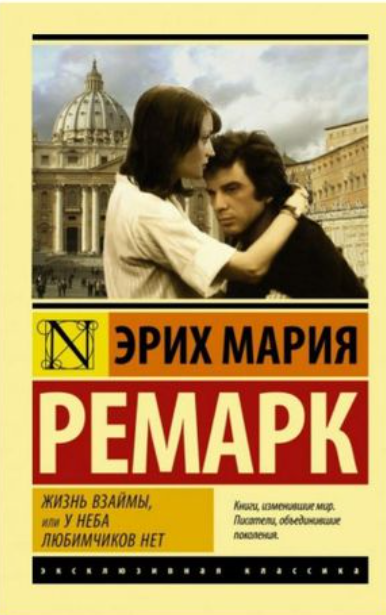 N
ЭРИХ МАРИЯ
РЕМАРК
ЖИЗНЬ ВЗАЙМЫ,
ИЛИ У НЕБА
ЛЮБИМЧИКОВ НЕТ
Книги, изменившие мир.
Писатели, объединившие
поколения.
эксклюзивная классика